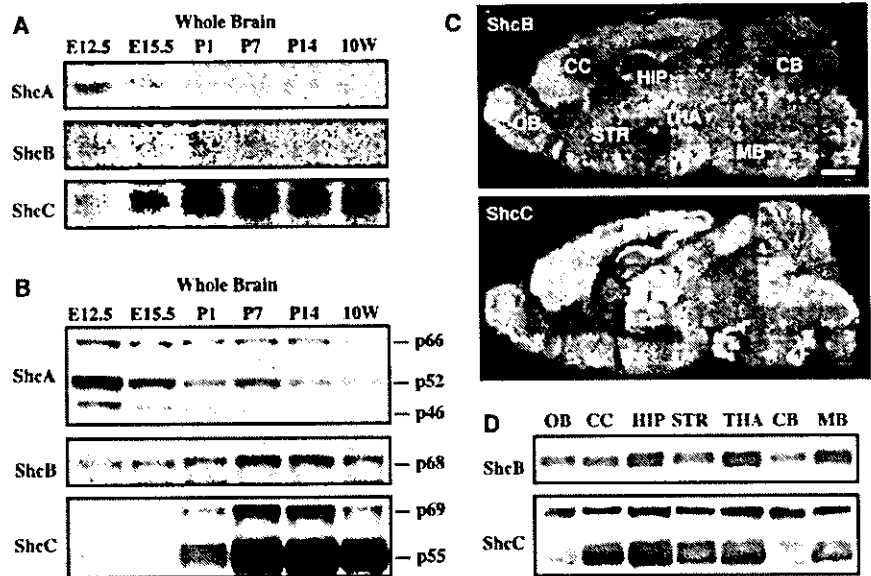 A
Whole Brain
E12.5 E15.5 P1 P7 P14 10W
ShcA
ShcB
ShcC
B
Whole Brain
E12.5 E15.5 P1 P7 P14 10W
ShcA
p66
p52
p46
ShcB
p68
ShcC
p69
p55
C
ShcB
CC
HIP
CB
OB
STR
THA
MB
ShcC
D
OB CC HIP STR THA CB MB
ShcB
ShcC